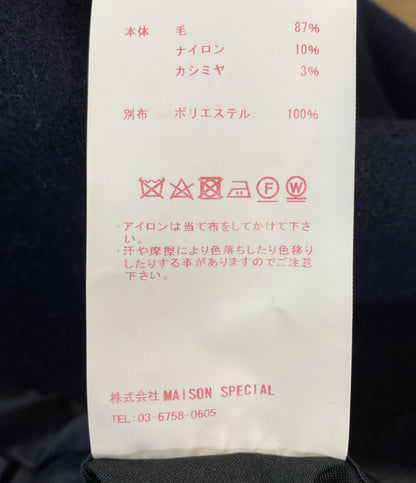 本体 毛 87%
ナイロン 10%
カシミヤ 3%
別布 ポリエステル 100%
F W
・アイロンは当て布をしてかけて下さ
い。
・汗や摩擦により色落ちしたり色移り
したりする事がありますのでご注意
下さい。
株式会社 MAISON SPECIAL
TEL:03-6758-0605